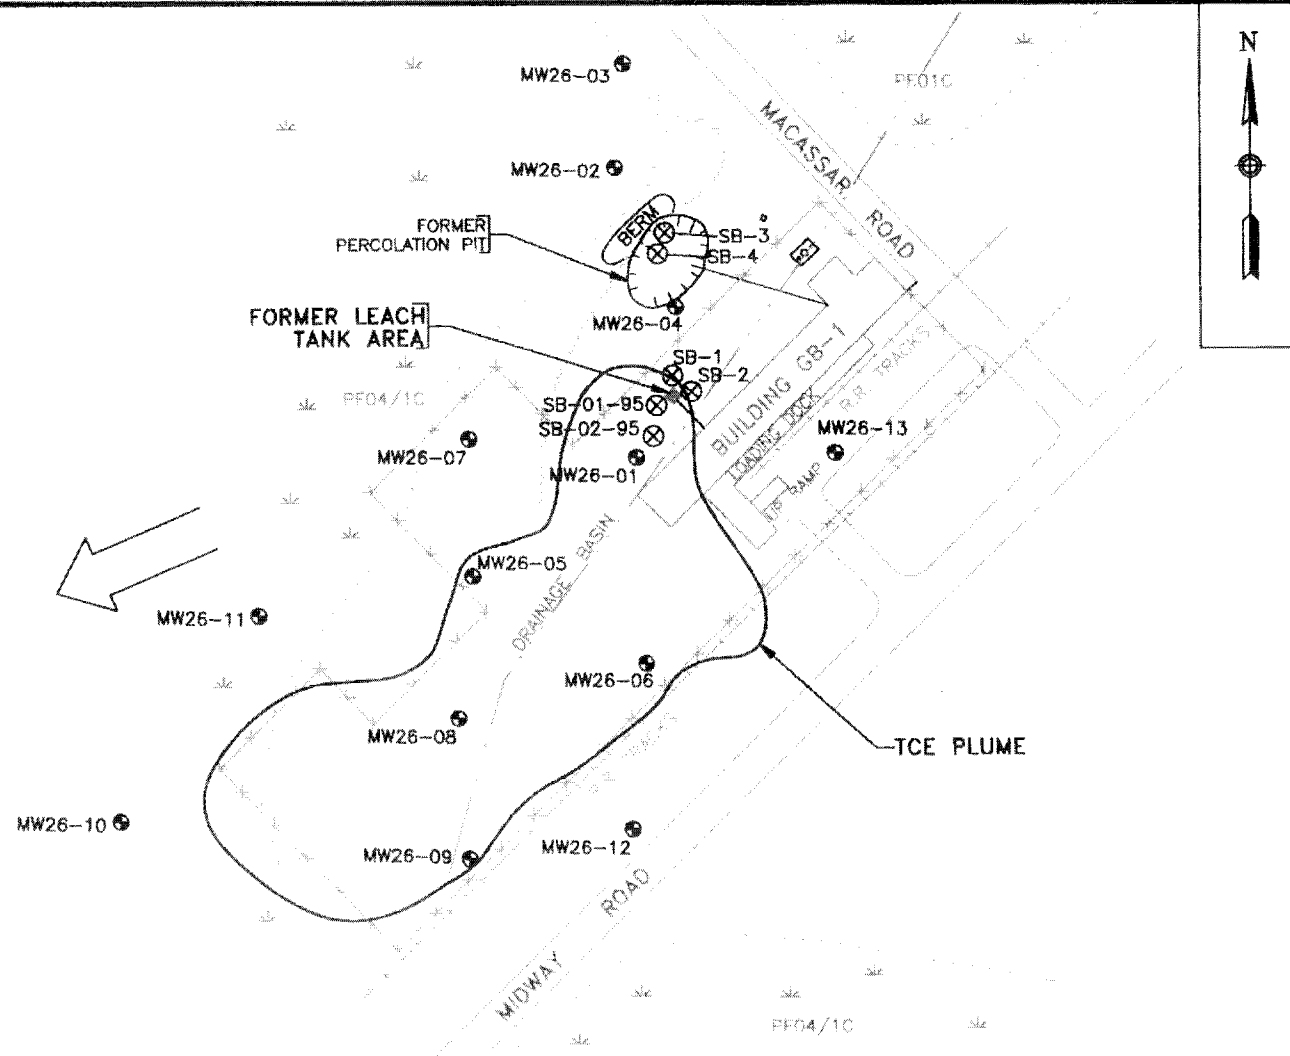 N
MW26-03
PF01C
MACASSAR ROAD
MW26-02
FORMER
PERCOLATION PIT
BERM
SB-3
SB-4
FORMER LEACH
TANK AREA
MW26-04
SB-1
SB-2
BUILDING GB-1
R.R. TRACKS
LOADING DOCK
RAMP
PF04/1C
SB-01-95
SB-02-95
MW26-13
MW26-07
MW26-01
MW26-05
DRAINAGE BASIN
MW26-11
MW26-06
MW26-08
TRACKS
TCE PLUME
MW26-10
MW26-09
MW26-12
MIDWAY ROAD
PF04/1C